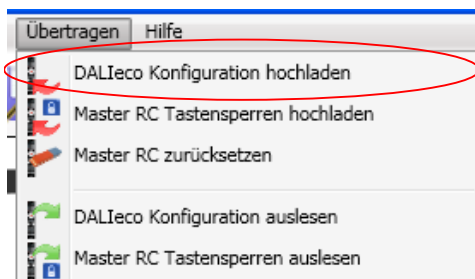 Übertragen Hilfe
DALIeco Konfiguration hochladen
Master RC Tastensperren hochladen
Master RC zurücksetzen
DALIeco Konfiguration auslesen
Master RC Tastensperren auslesen